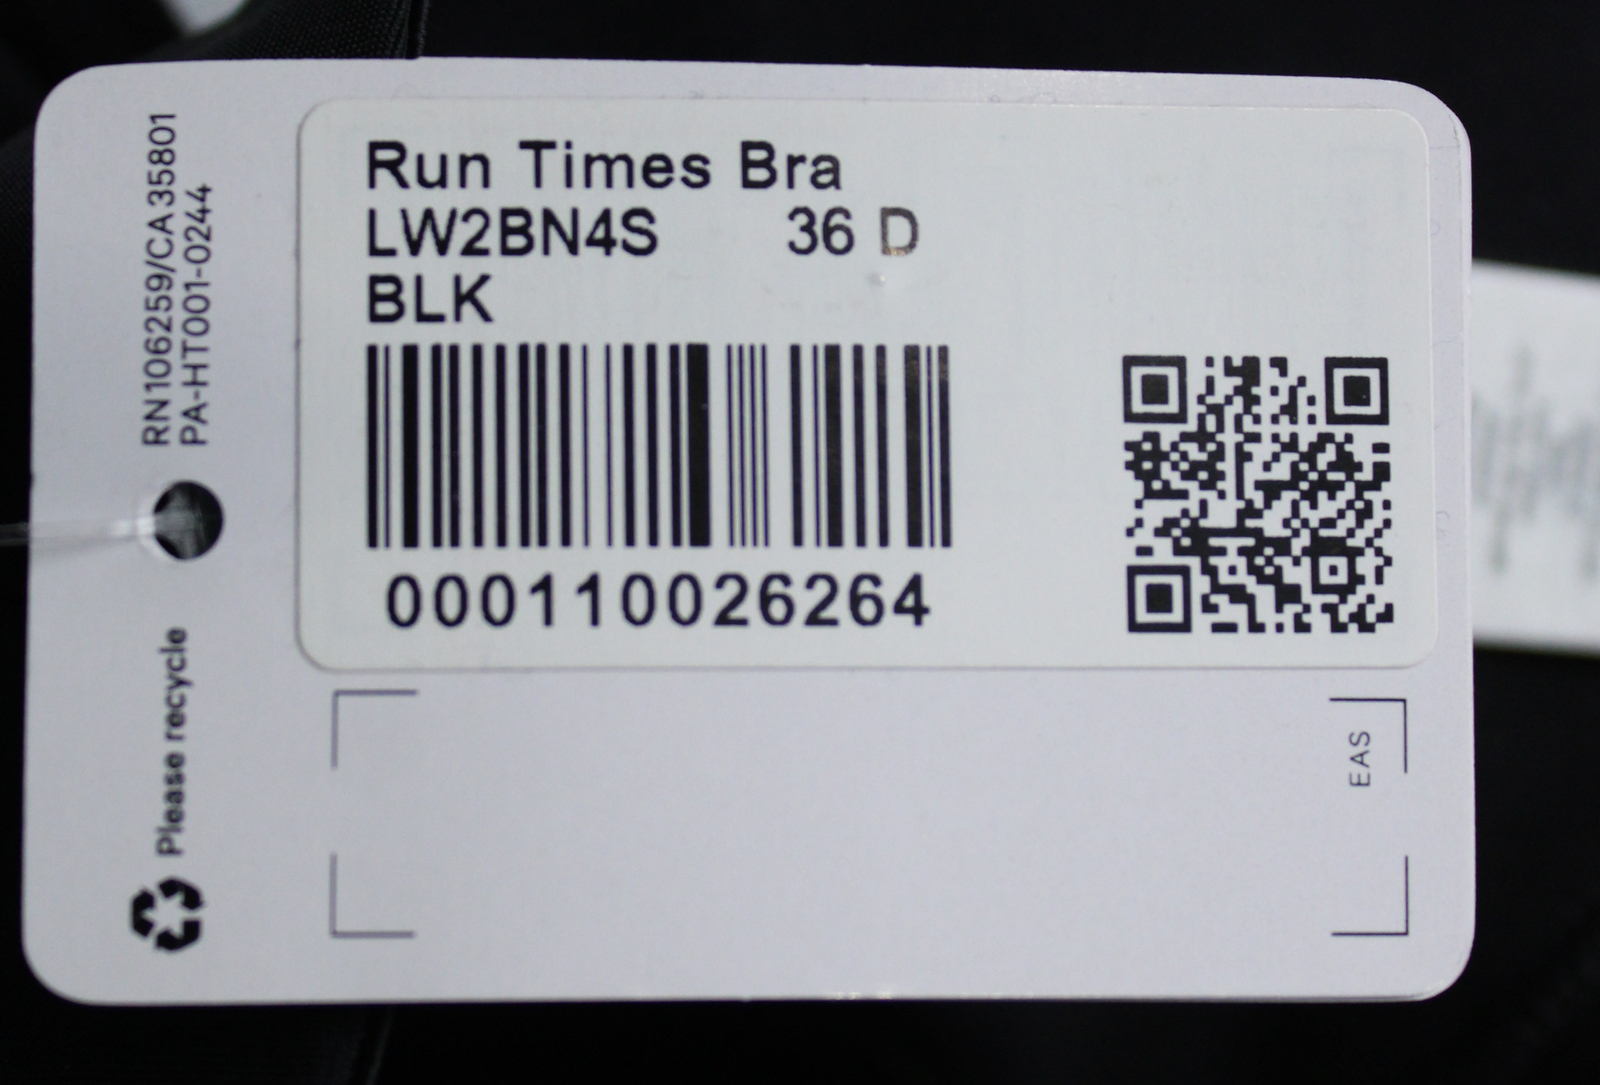 RN106259/CA35801
PA-HT001-0244
Please recycle
Run Times Bra
LW2BN4S 36 D
BLK
000110026264
EAS